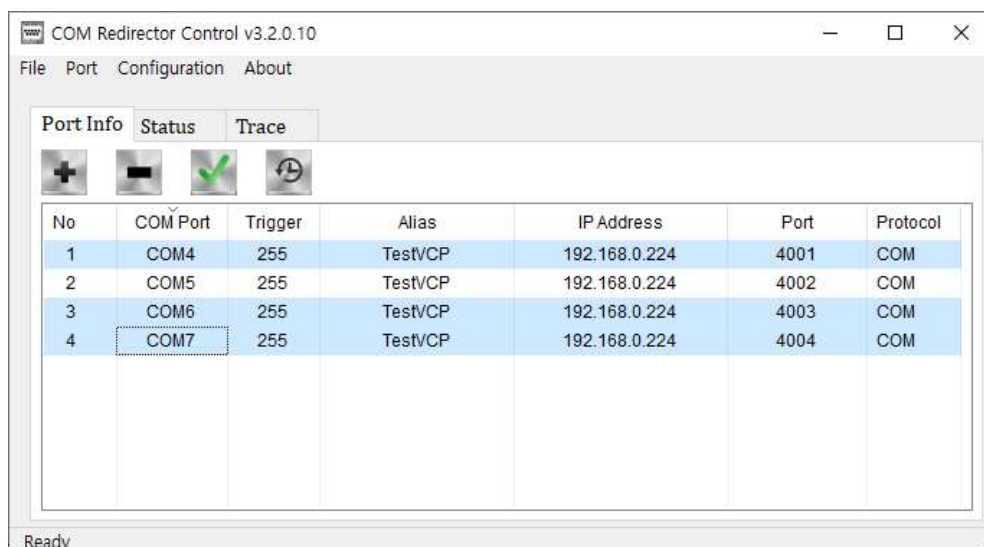 COM Redirector Control v3.2.0.10
File Port Configuration About
Port Info Status Trace
No COM Port Trigger Alias IP Address Port Protocol
1 COM4 255 TestVCP 192.168.0.224 4001 COM
2 COM5 255 TestVCP 192.168.0.224 4002 COM
3 COM6 255 TestVCP 192.168.0.224 4003 COM
4 COM7 255 TestVCP 192.168.0.224 4004 COM
Ready